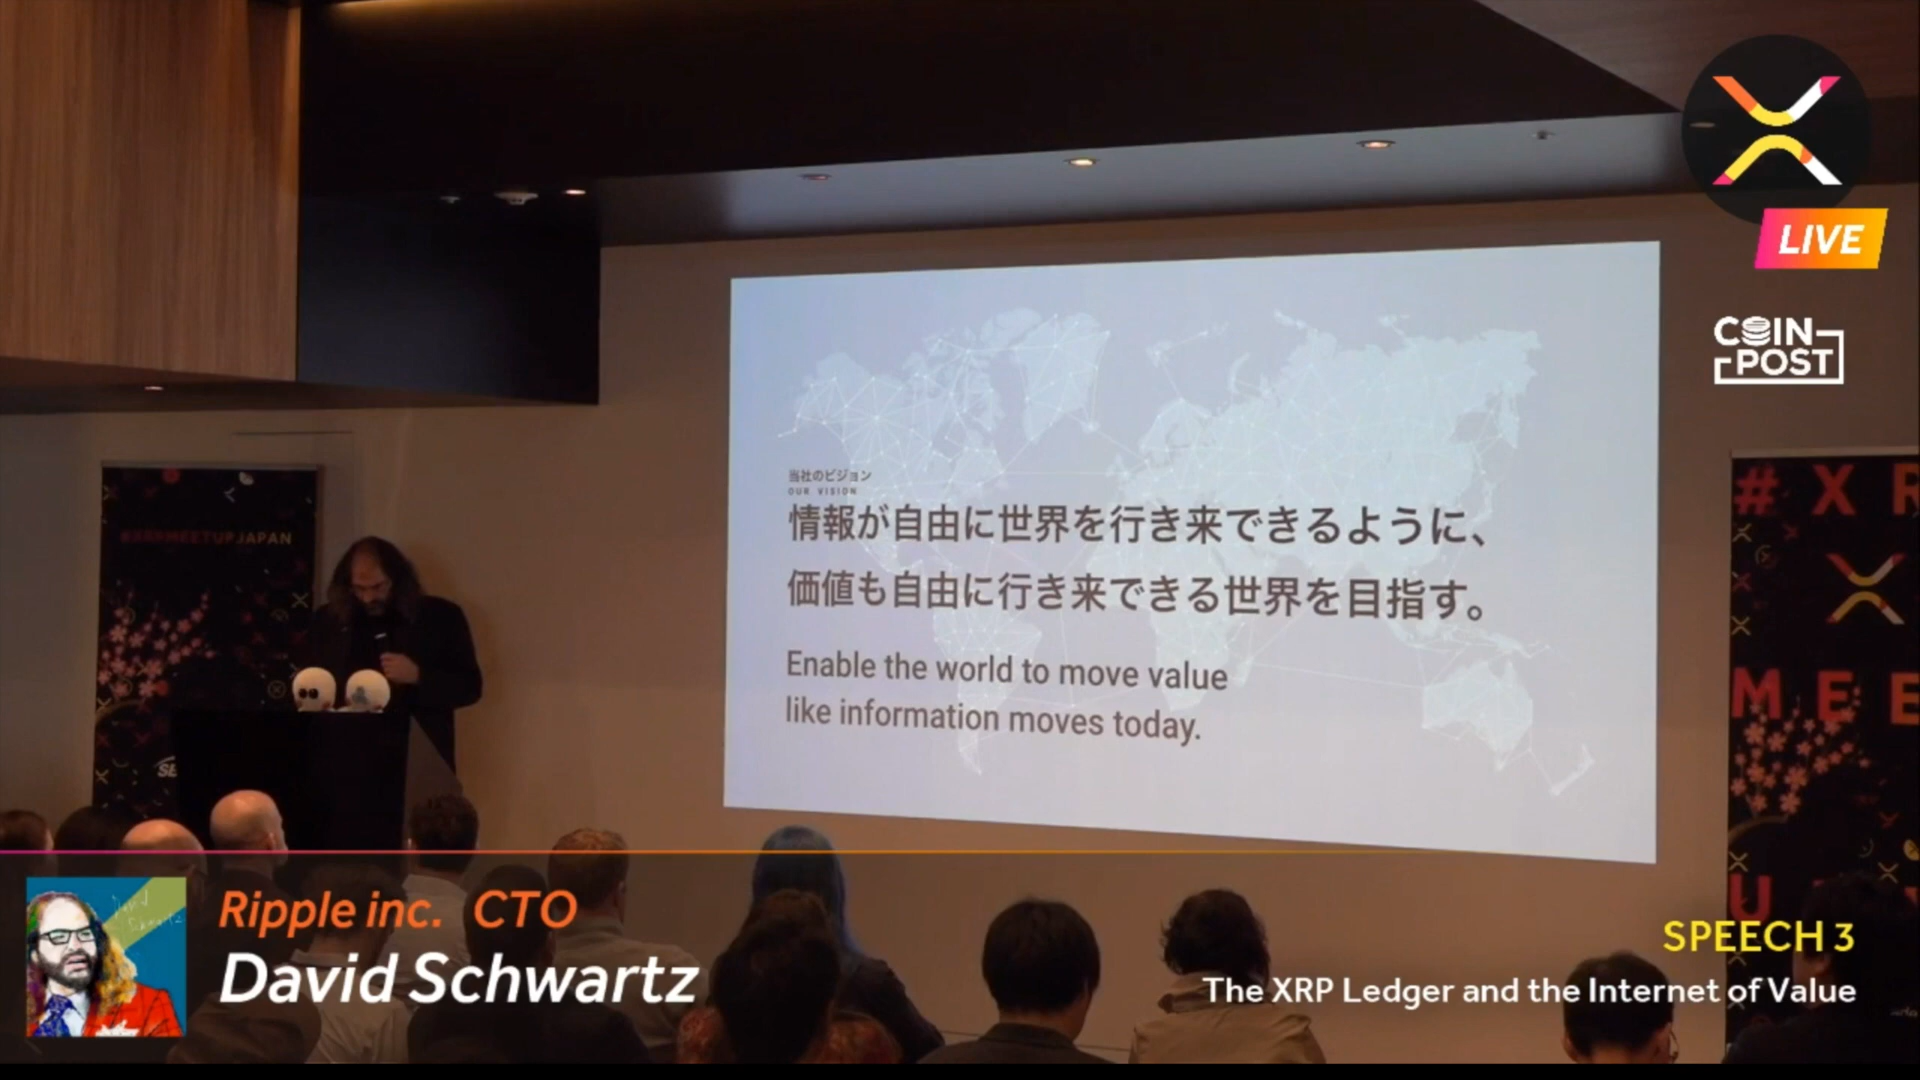 LIVE
COIN
POST
当社のビジョン
OUR VISION
情報が自由に世界を行き来できるように、
価値も自由に行き来できる世界を目指す。
Enable the world to move value
like information moves today.
#XRPMEETUPJAPAN
# X R
M E E
U
Ripple inc. CTO
David Schwartz
SPEECH 3
The XRP Ledger and the Internet of Value